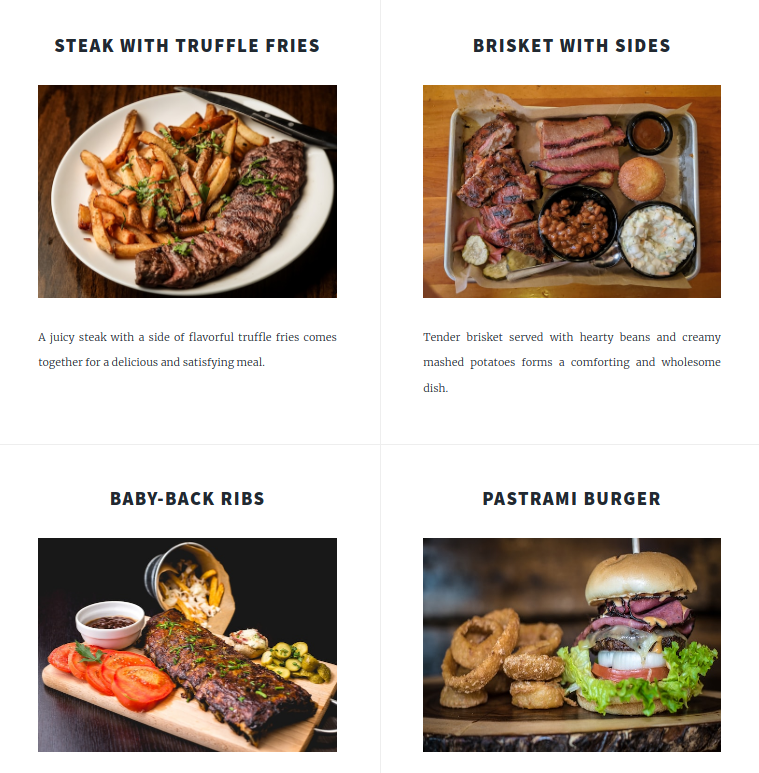 STEAK WITH TRUFFLE FRIES
A juicy steak with a side of flavorful truffle fries comes
together for a delicious and satisfying meal.
BRISKET WITH SIDES
Tender brisket served with hearty beans and creamy
mashed potatoes forms a comforting and wholesome
dish.
BABY-BACK RIBS
PASTRAMI BURGER